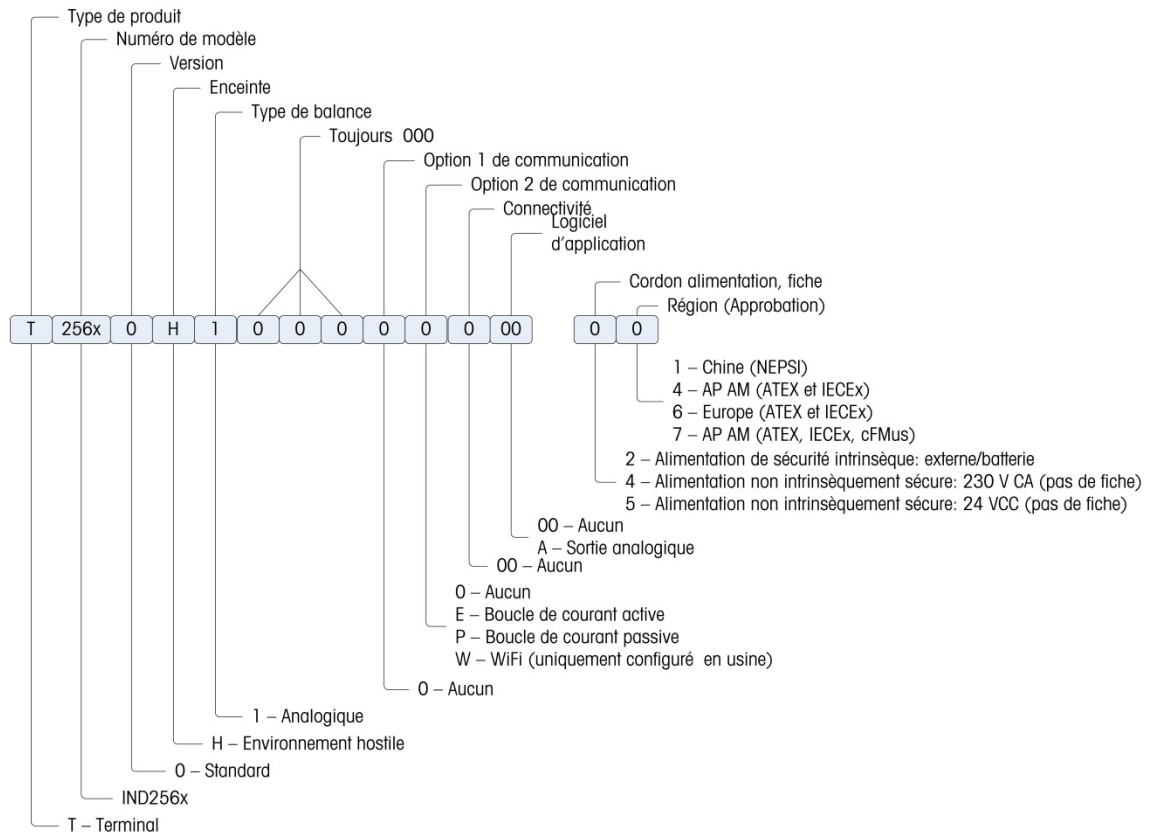 Type de produit
Numéro de modèle
Version
Enceinte
Type de balance
Toujours 000
Option 1 de communication
Option 2 de communication
Connectivité
Logiciel
d'application
Cordon alimentation, fiche
Région (Approbation)
T 256x 0 H 1 0 0 0 0 0 0 00 0 0
1 – Chine (NEPSI)
4 – AP AM (ATEX et IECEx)
6 – Europe (ATEX et IECEx)
7 – AP AM (ATEX, IECEx, cFMus)
2 – Alimentation de sécurité intrinsèque: externe/batterie
4 – Alimentation non intrinsèquement sécure: 230 V CA (pas de fiche)
5 – Alimentation non intrinsèquement sécure: 24 VCC (pas de fiche)
00 – Aucun
A – Sortie analogique
00 – Aucun
0 – Aucun
E – Boucle de courant active
P – Boucle de courant passive
W – WiFi (uniquement configuré en usine)
0 – Aucun
1 – Analogique
H – Environnement hostile
0 – Standard
IND256x
T – Terminal